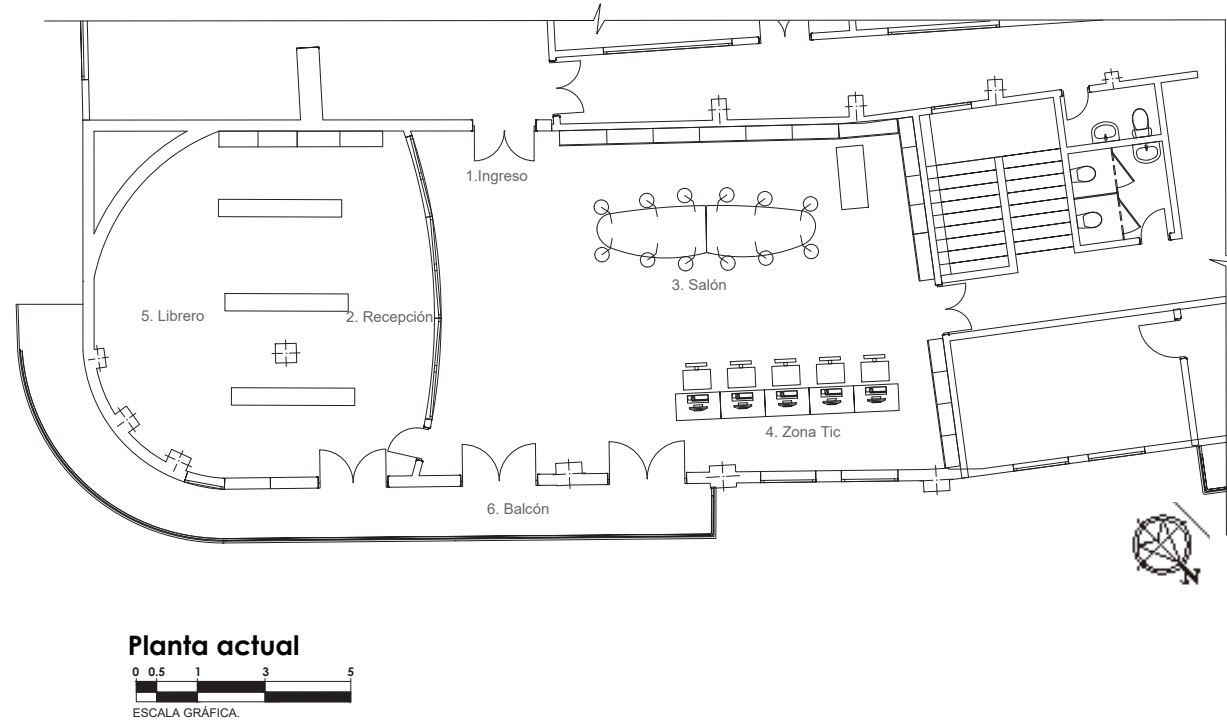 1.Ingreso
3. Salón
5. Librero
2. Recepción
4. Zona Tic
6. Balcón
N
Planta actual
0 0.5 1 3 5
ESCALA GRÁFICA.